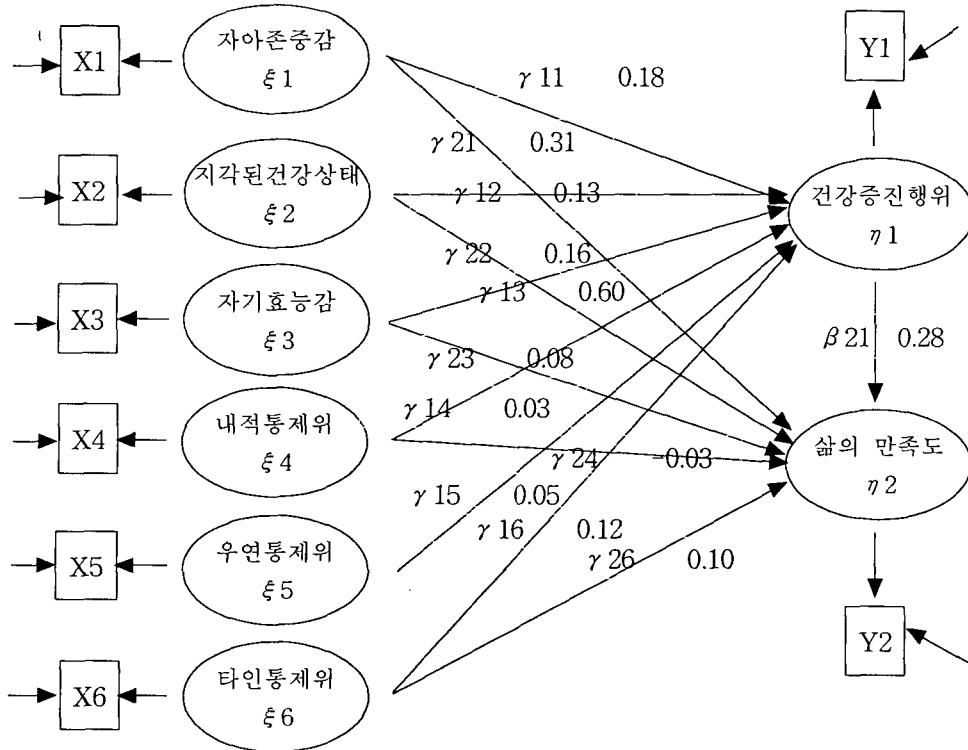 X1
자아존중감
ξ1
Y1
γ11 0.18
γ21 0.31
X2
지각된건강상태
ξ2
γ12 0.13
건강증진행위
η1
γ22 0.16
γ13 0.60
X3
자기효능감
ξ3
β21 0.28
γ23 0.08
X4
내적통제위
ξ4
γ14 0.03
γ24 -0.03
삶의 만족도
η2
γ15 0.05
γ16 0.12
X5
우연통제위
ξ5
γ26 0.10
Y2
X6
타인통제위
ξ6